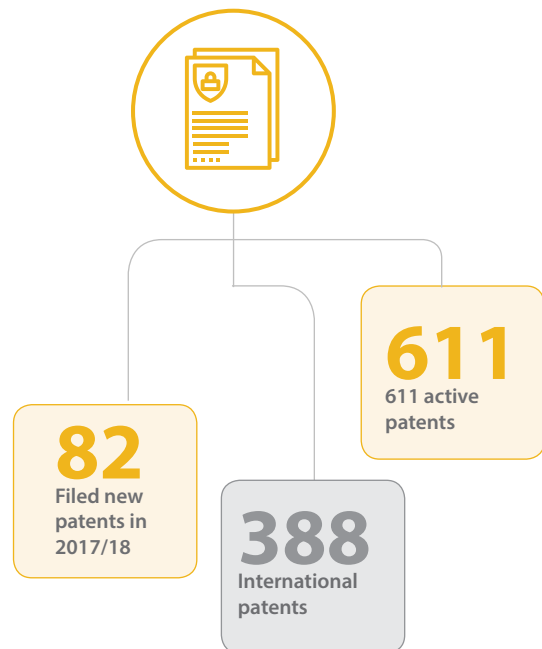 611
611 active
patents
82
Filed new
patents in
2017/18
388
International
patents